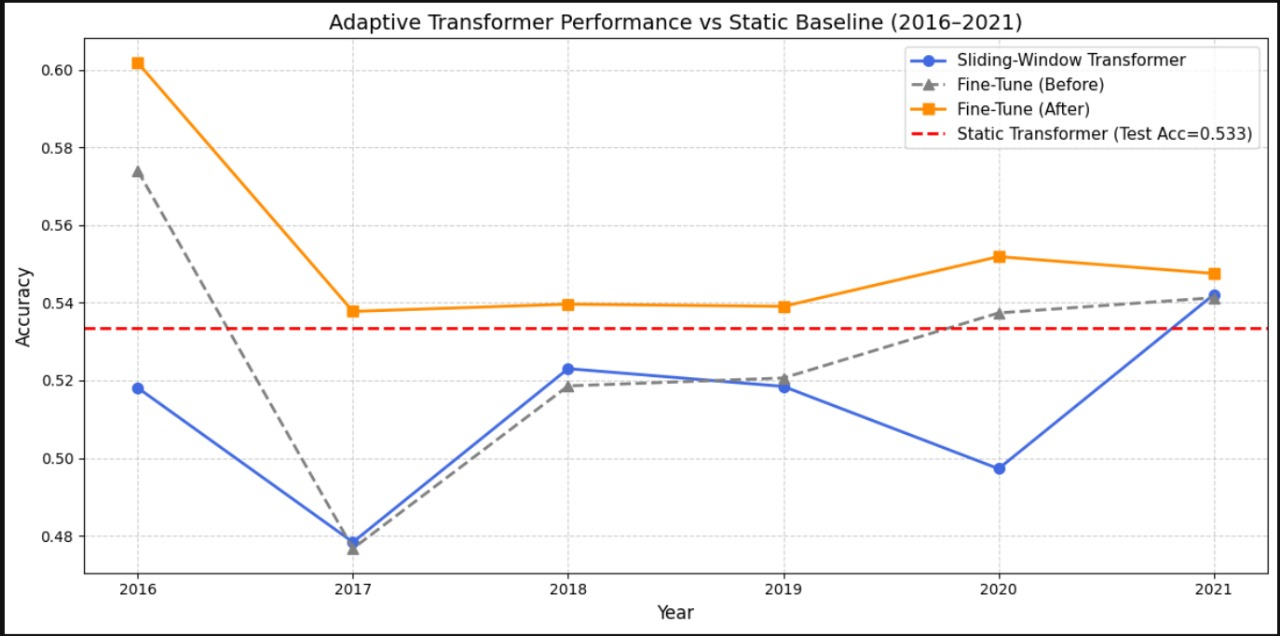 Adaptive Transformer Performance vs Static Baseline (2016–2021)
Sliding-Window Transformer
Fine-Tune (Before)
Fine-Tune (After)
Static Transformer (Test Acc=0.533)
Accuracy
0.60
0.58
0.56
0.54
0.52
0.50
0.48
2016 2017 2018 2019 2020 2021
Year